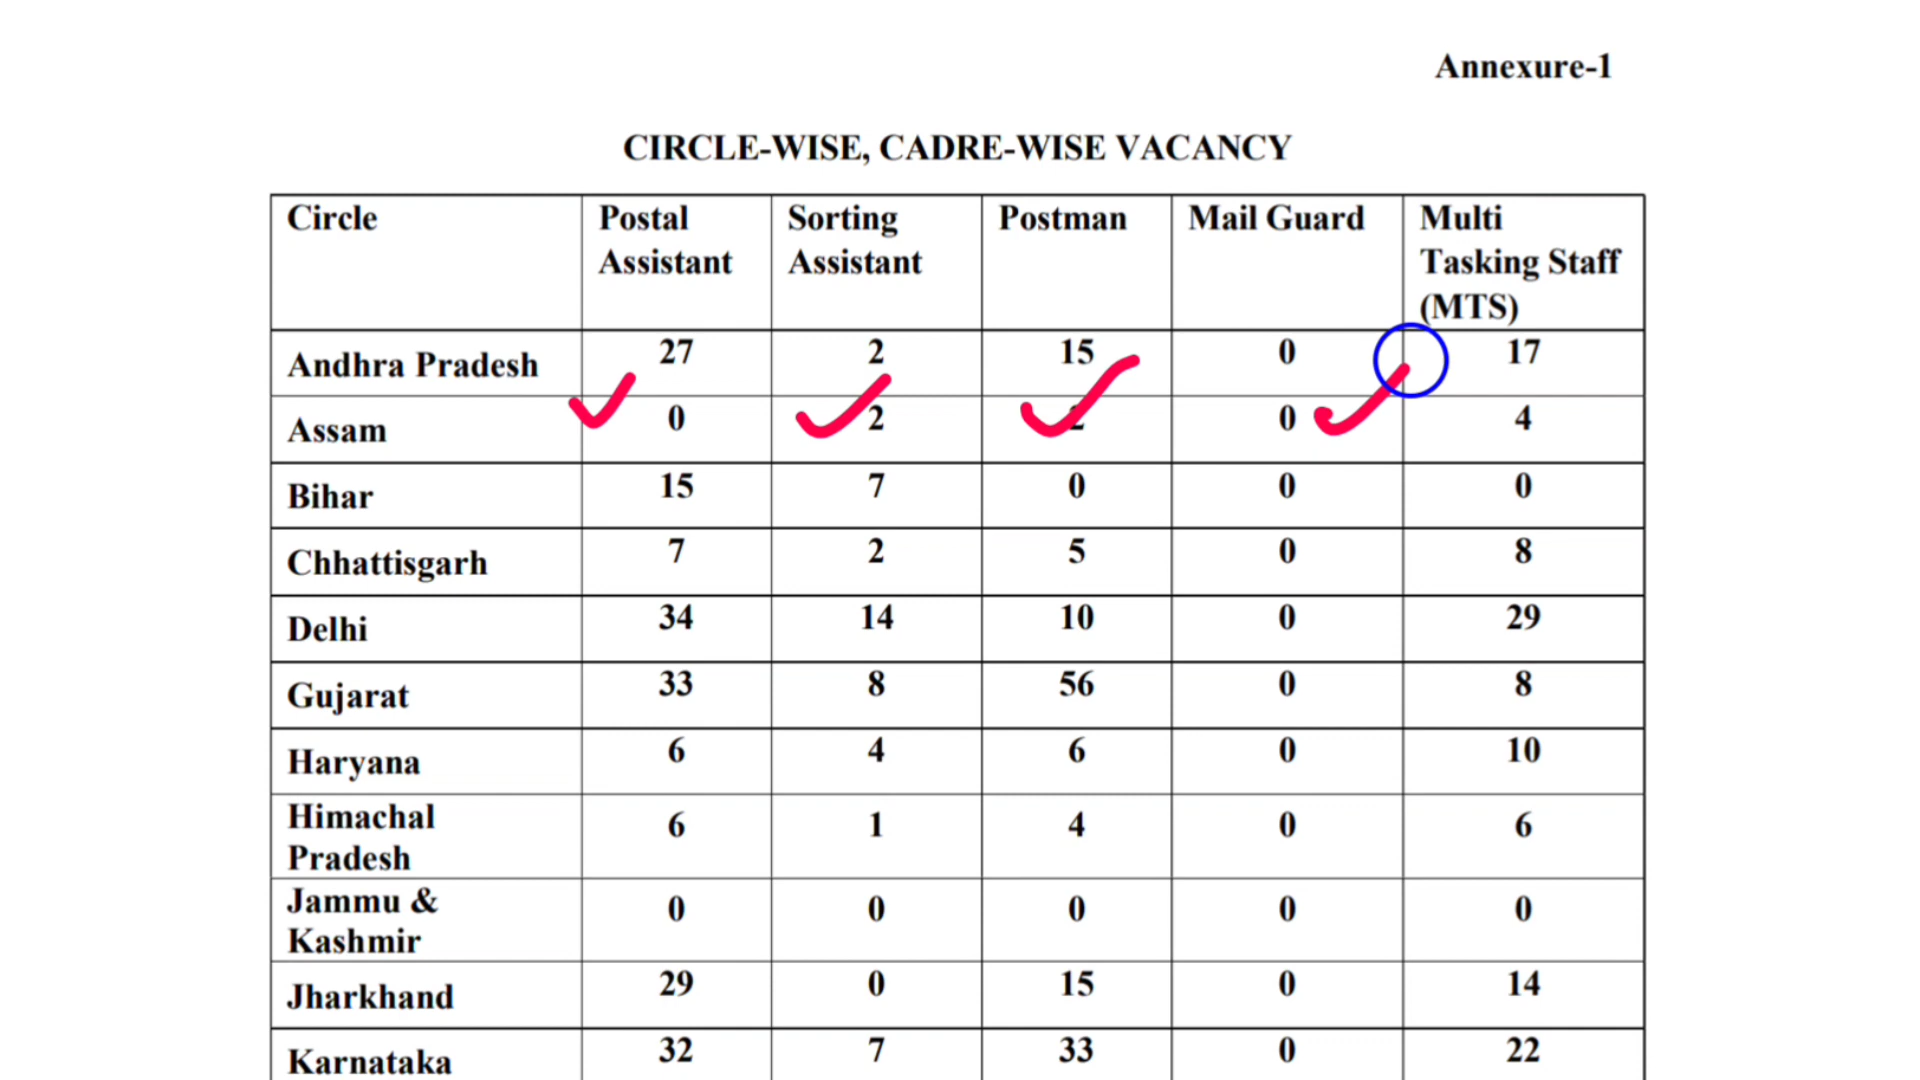 Annexure-1
CIRCLE-WISE, CADRE-WISE VACANCY
Circle Postal Assistant Sorting Assistant Postman Mail Guard Multi Tasking Staff (MTS)
Andhra Pradesh 27 2 15 0 17
Assam 0 2 0 4
Bihar 15 7 0 0 0
Chhattisgarh 7 2 5 0 8
Delhi 34 14 10 0 29
Gujarat 33 8 56 0 8
Haryana 6 4 6 0 10
Himachal Pradesh 6 1 4 0 6
Jammu & Kashmir 0 0 0 0 0
Jharkhand 29 0 15 0 14
Karnataka 32 7 33 0 22